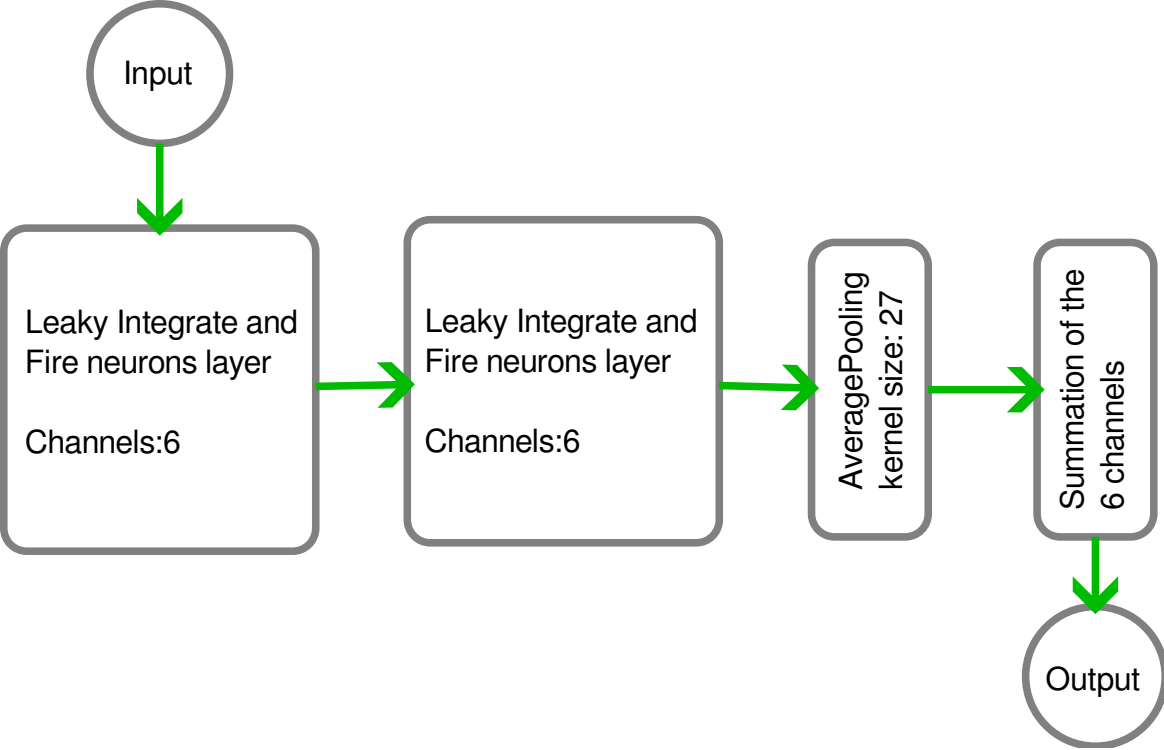 Input
Leaky Integrate and
Fire neurons layer
Channels:6
Leaky Integrate and
Fire neurons layer
Channels:6
AveragePooling
kernel size: 27
Summation of the
6 channels
Output